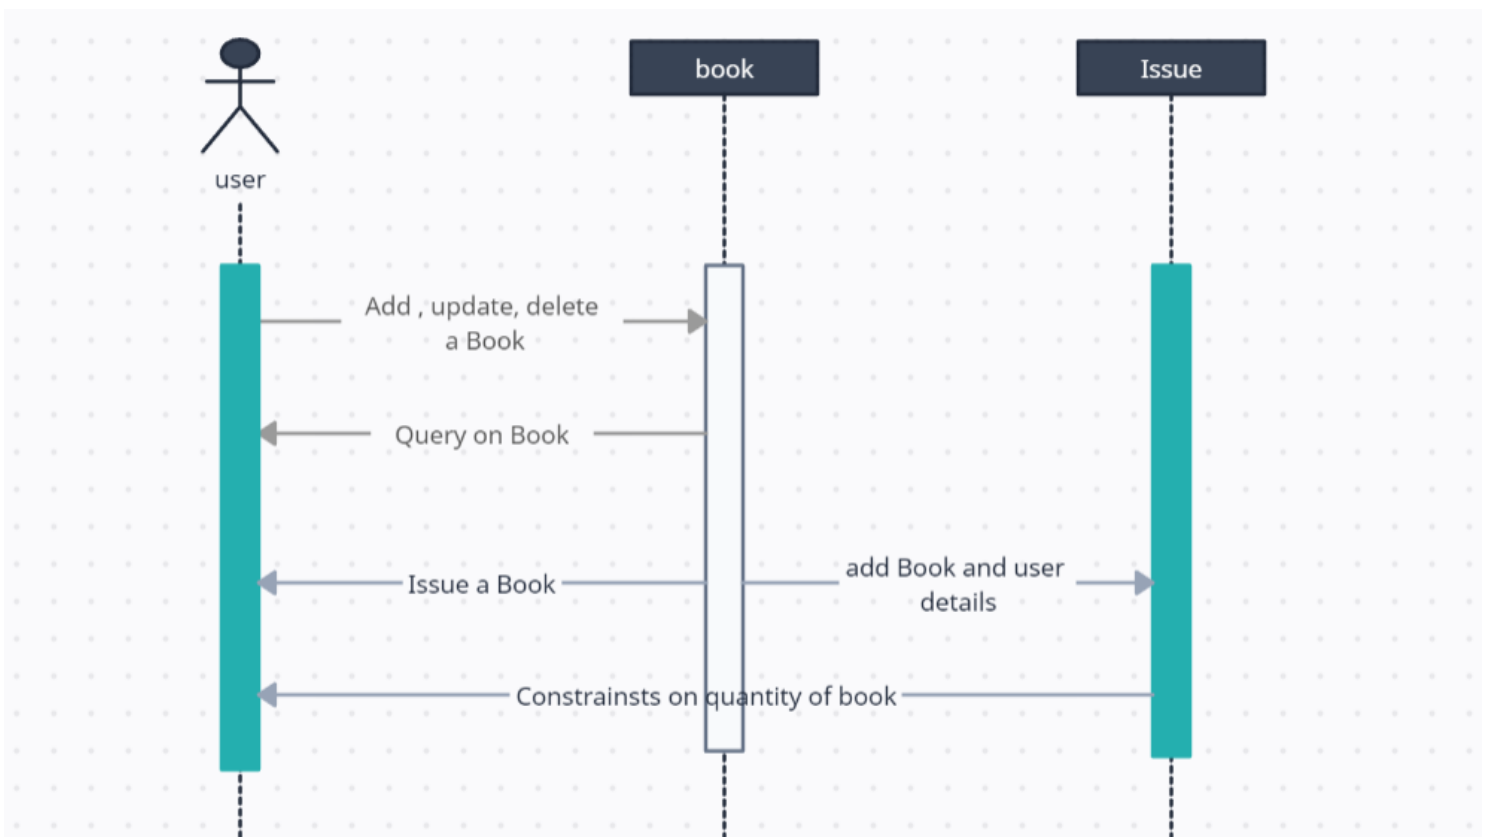 book
Issue
user
Add , update, delete
a Book
Query on Book
Issue a Book
add Book and user
details
Constrainsts on quantity of book